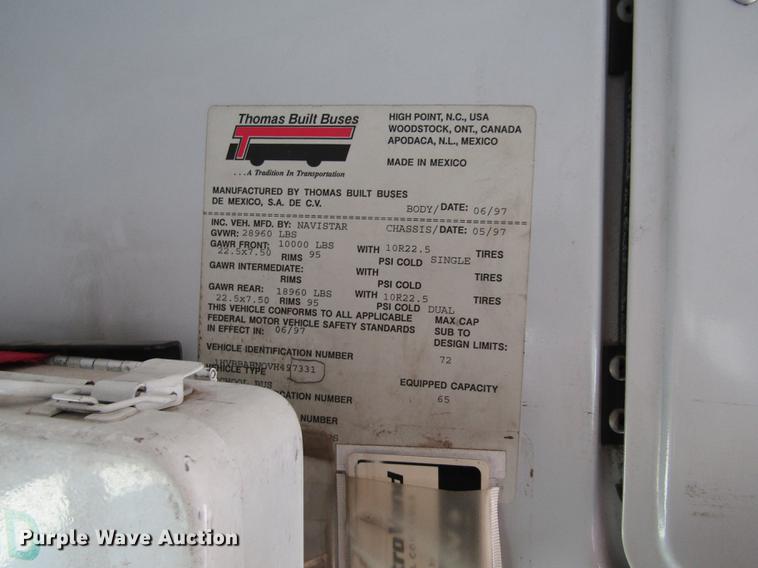 Thomas Built Buses
. . .A Tradition In Transportation
HIGH POINT, N.C., USA
WOODSTOCK, ONT., CANADA
APODACA, N.L., MEXICO
MADE IN MEXICO
MANUFACTURED BY THOMAS BUILT BUSES
DE MEXICO, S.A. DE C.V.
BODY/DATE: 06/97
INC. VEH. MFD. BY: NAVISTAR CHASSIS/DATE: 05/97
GVWR: 28960 LBS
GAWR FRONT: 10000 LBS WITH 10R22.5 TIRES
22.5x7.50 RIMS 95 PSI COLD SINGLE
GAWR INTERMEDIATE: WITH TIRES
RIMS PSI COLD
GAWR REAR: 18960 LBS WITH 10R22.5 TIRES
22.5x7.50 RIMS 95 PSI COLD DUAL
THIS VEHICLE CONFORMS TO ALL APPLICABLE
FEDERAL MOTOR VEHICLE SAFETY STANDARDS
IN EFFECT IN: 06/97
MAX CAP
SUB TO
DESIGN LIMITS:
72
VEHICLE IDENTIFICATION NUMBER
1HVBBABN0VH497331
VEHICLE TYPE
SCHOOL BUS
EQUIPPED CAPACITY
65
CATION NUMBER
NUMBER
Purple Wave Auction